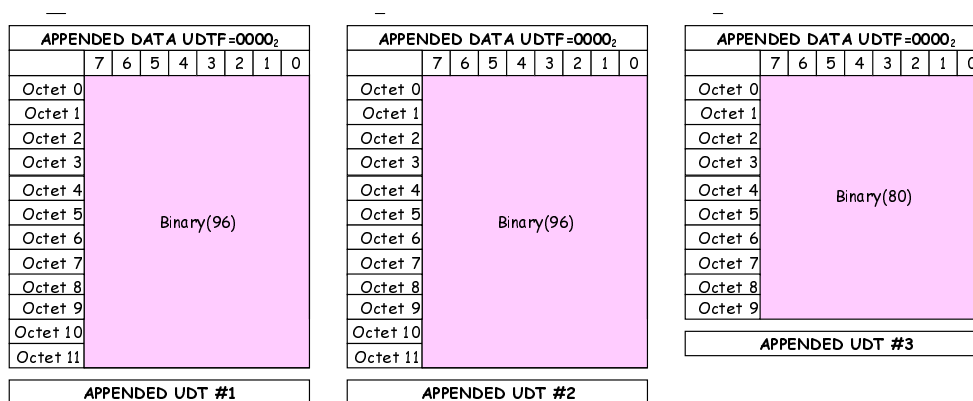 APPENDED DATA UDTF=0000₂
7 6 5 4 3 2 1 0
Octet 0
Octet 1
Octet 2
Octet 3
Octet 4
Octet 5
Octet 6
Octet 7
Octet 8
Octet 9
Octet 10
Octet 11
Binary(96)
APPENDED UDT #1
APPENDED DATA UDTF=0000₂
7 6 5 4 3 2 1 0
Octet 0
Octet 1
Octet 2
Octet 3
Octet 4
Octet 5
Octet 6
Octet 7
Octet 8
Octet 9
Octet 10
Octet 11
Binary(96)
APPENDED UDT #2
APPENDED DATA UDTF=0000₂
7 6 5 4 3 2 1 0
Octet 0
Octet 1
Octet 2
Octet 3
Octet 4
Octet 5
Octet 6
Octet 7
Octet 8
Octet 9
Binary(80)
APPENDED UDT #3